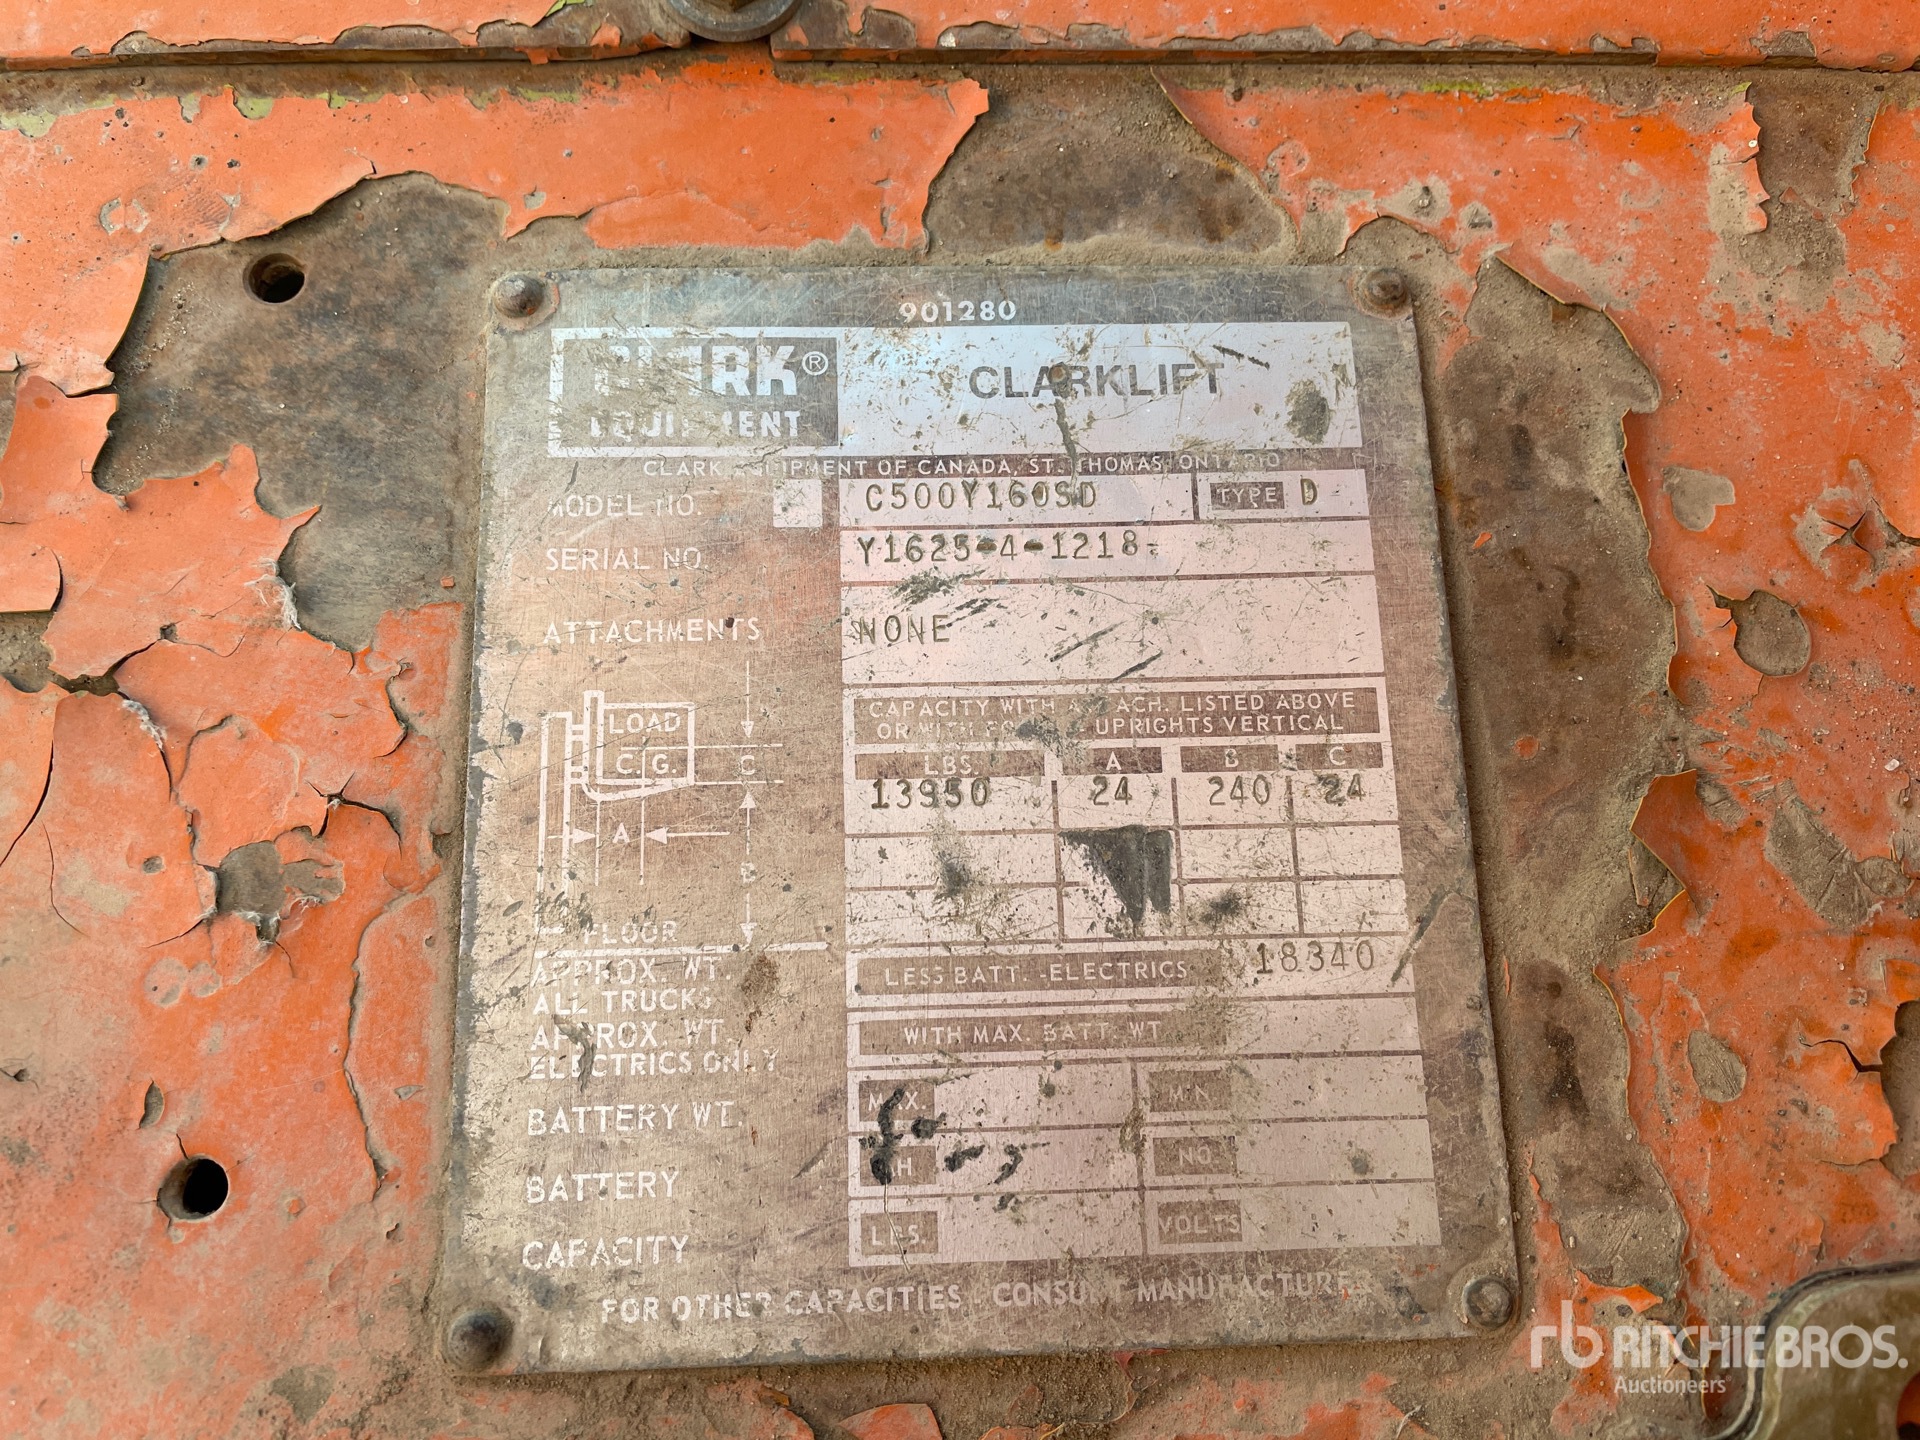 901280
CLARK®
EQUIPMENT
CLARKLIFT
CLARK EQUIPMENT OF CANADA, ST. THOMAS, ONTARIO
MODEL NO. C500Y160SD TYPE D
SERIAL NO. Y1625-4-1218-
ATTACHMENTS NONE
CAPACITY WITH ATTACH. LISTED ABOVE
OR WITH FORKS - UPRIGHTS VERTICAL
LBS. A B C
13950 24 240 24
LOAD
C.G. C
A
B
FLOOR
APPROX. WT.
ALL TRUCKS LESS BATT. -ELECTRICS 18340
APPROX. WT.
ELECTRICS ONLY WITH MAX. BATT. WT
BATTERY WT. MAX. MIN.
BATTERY AH NO.
CAPACITY LBS. VOLTS
FOR OTHER CAPACITIES - CONSULT MANUFACTURER
rb RITCHIE BROS.
Auctioneers